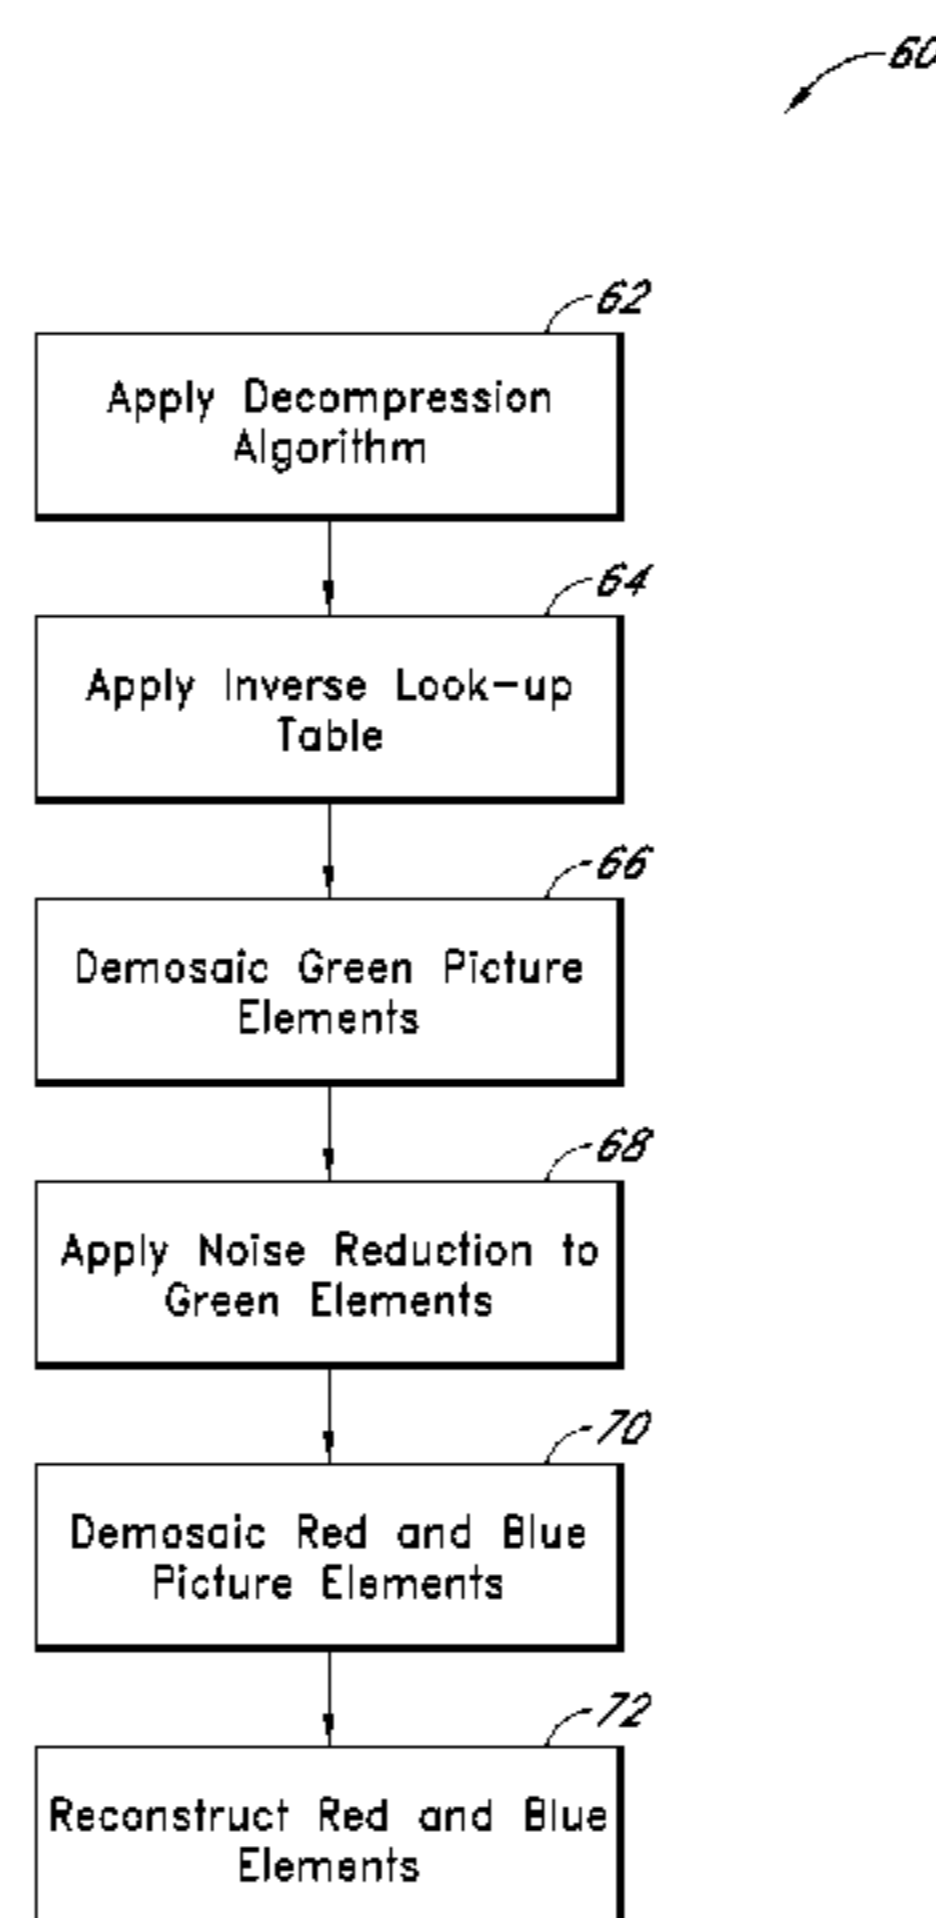 60
62
Apply Decompression
Algorithm
64
Apply Inverse Look-up
Table
66
Demosaic Green Picture
Elements
68
Apply Noise Reduction to
Green Elements
70
Demosaic Red and Blue
Picture Elements
72
Reconstruct Red and Blue
Elements